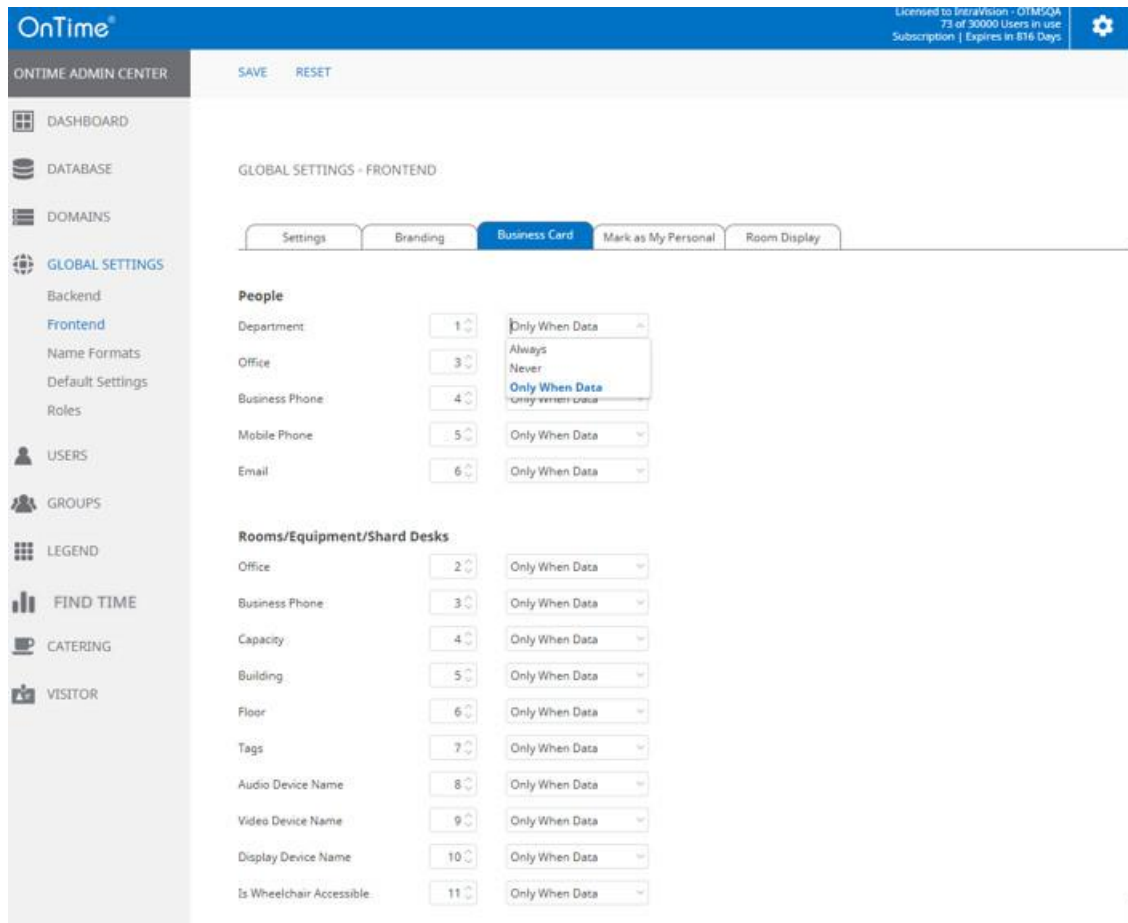 OnTime®
Licensed to IntraVision - OTMSQA
73 of 30000 Users in use
Subscription | Expires in 816 Days
ONTIME ADMIN CENTER
SAVE RESET
DASHBOARD
DATABASE
DOMAINS
GLOBAL SETTINGS
Backend
Frontend
Name Formats
Default Settings
Roles
USERS
GROUPS
LEGEND
FIND TIME
CATERING
VISITOR
GLOBAL SETTINGS - FRONTEND
Settings Branding Business Card Mark as My Personal Room Display
People
Department 1 Only When Data
Always
Never
Only When Data
Office 3
Business Phone 4 Only When Data
Mobile Phone 5 Only When Data
Email 6 Only When Data
Rooms/Equipment/Shard Desks
Office 2 Only When Data
Business Phone 3 Only When Data
Capacity 4 Only When Data
Building 5 Only When Data
Floor 6 Only When Data
Tags 7 Only When Data
Audio Device Name 8 Only When Data
Video Device Name 9 Only When Data
Display Device Name 10 Only When Data
Is Wheelchair Accessible 11 Only When Data